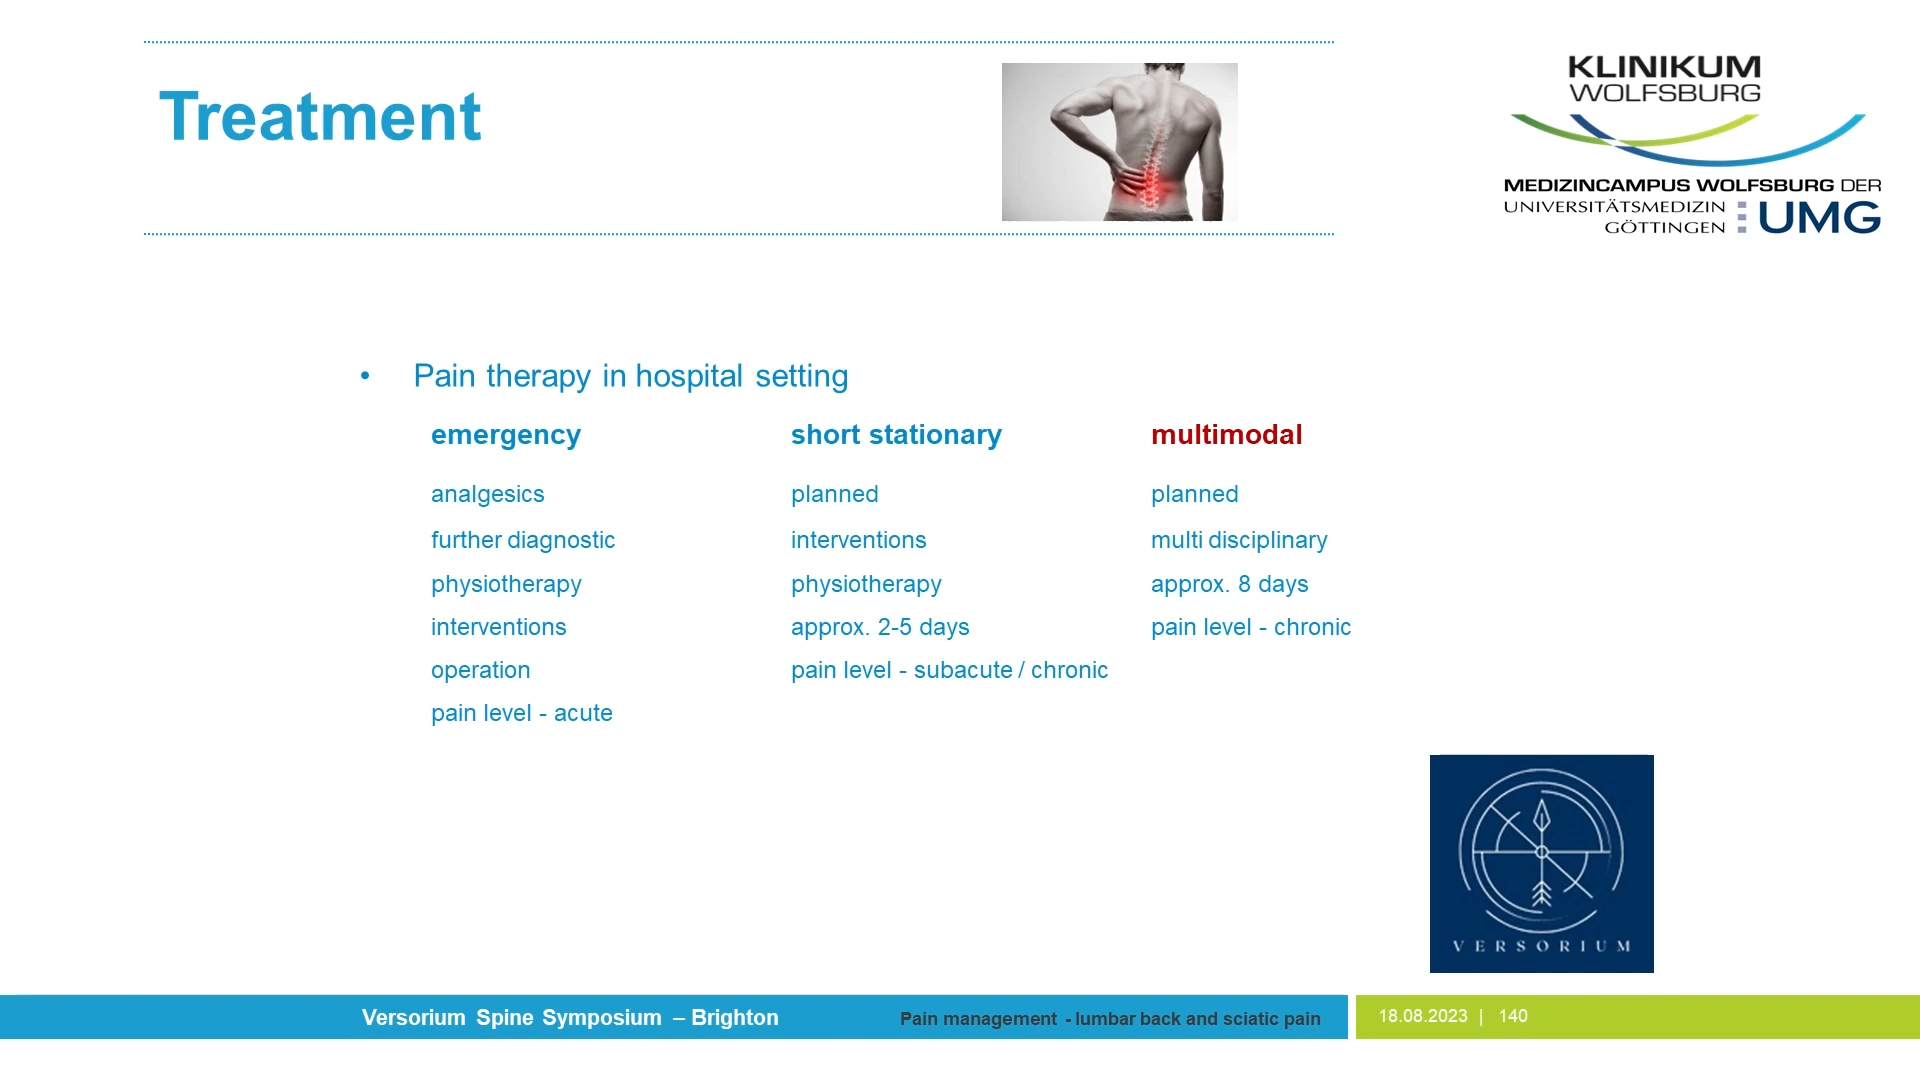 Treatment
KLINIKUM
WOLFSBURG
MEDIZINCAMPUS WOLFSBURG DER
UNIVERSITÄTSMEDIZIN
GÖTTINGEN
UMG
• Pain therapy in hospital setting
emergency short stationary multimodal
analgesics planned planned
further diagnostic interventions multi disciplinary
physiotherapy physiotherapy approx. 8 days
interventions approx. 2-5 days pain level - chronic
operation pain level - subacute / chronic
pain level - acute
VERSORIUM
Versorium Spine Symposium – Brighton Pain management - lumbar back and sciatic pain 18.08.2023 | 140